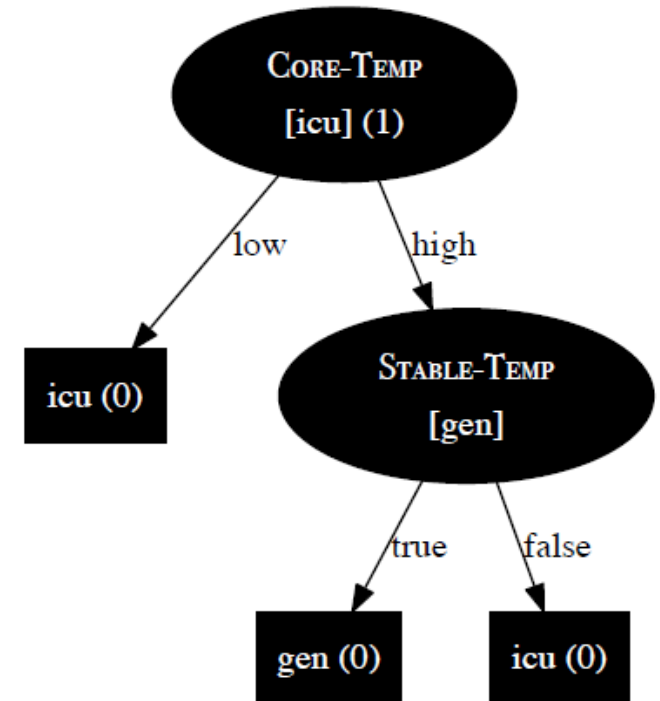 CORE-TEMP
[icu] (1)
low
high
icu (0)
STABLE-TEMP
[gen]
true
false
gen (0)
icu (0)